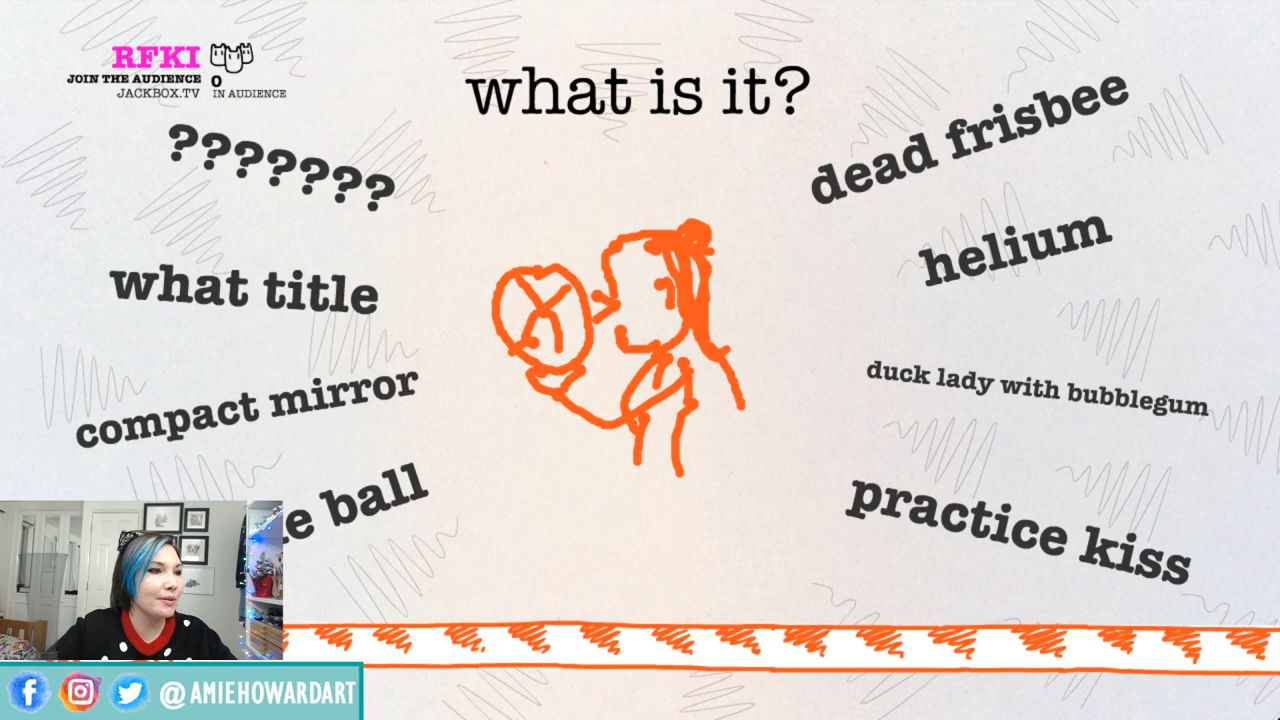 RFKI
JOIN THE AUDIENCE
JACKBOX.TV
0
IN AUDIENCE
what is it?
???????
what title
compact mirror
ball
dead frisbee
helium
duck lady with bubblegum
practice kiss
@AMIEHOWARDART